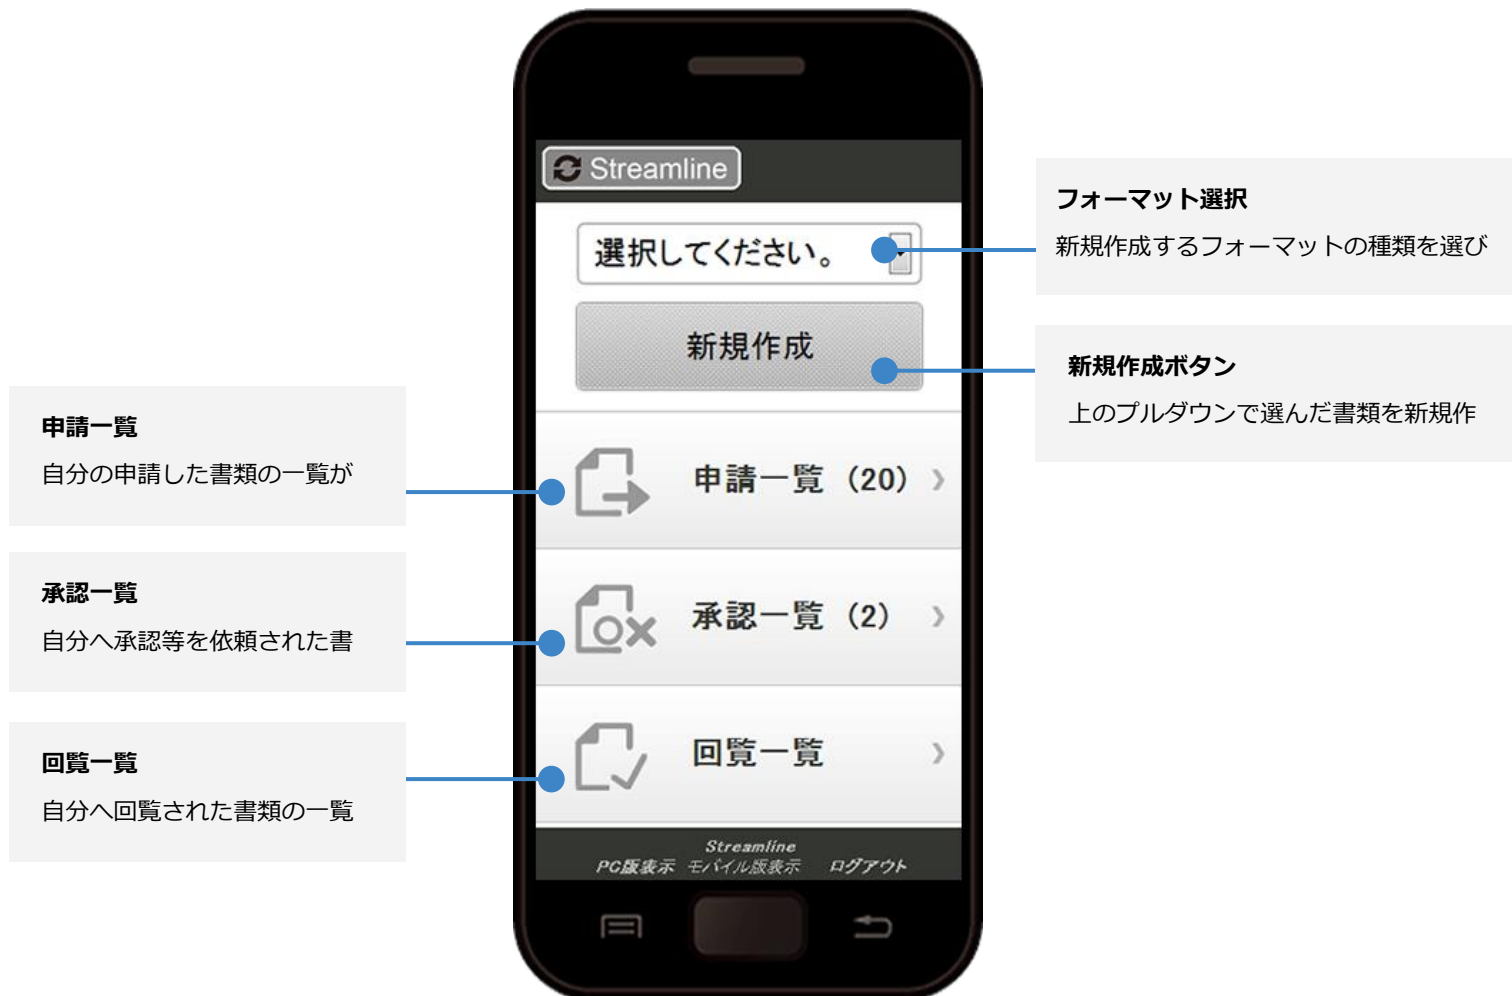 Streamline
選択してください。
新規作成
申請一覧（20）
承認一覧（2）
回覧一覧
Streamline
PC版表示 モバイル版表示 ログアウト
フォーマット選択
新規作成するフォーマットの種類を選び
新規作成ボタン
上のプルダウンで選んだ書類を新規作
申請一覧
自分の申請した書類の一覧が
承認一覧
自分へ承認等を依頼された書
回覧一覧
自分へ回覧された書類の一覧